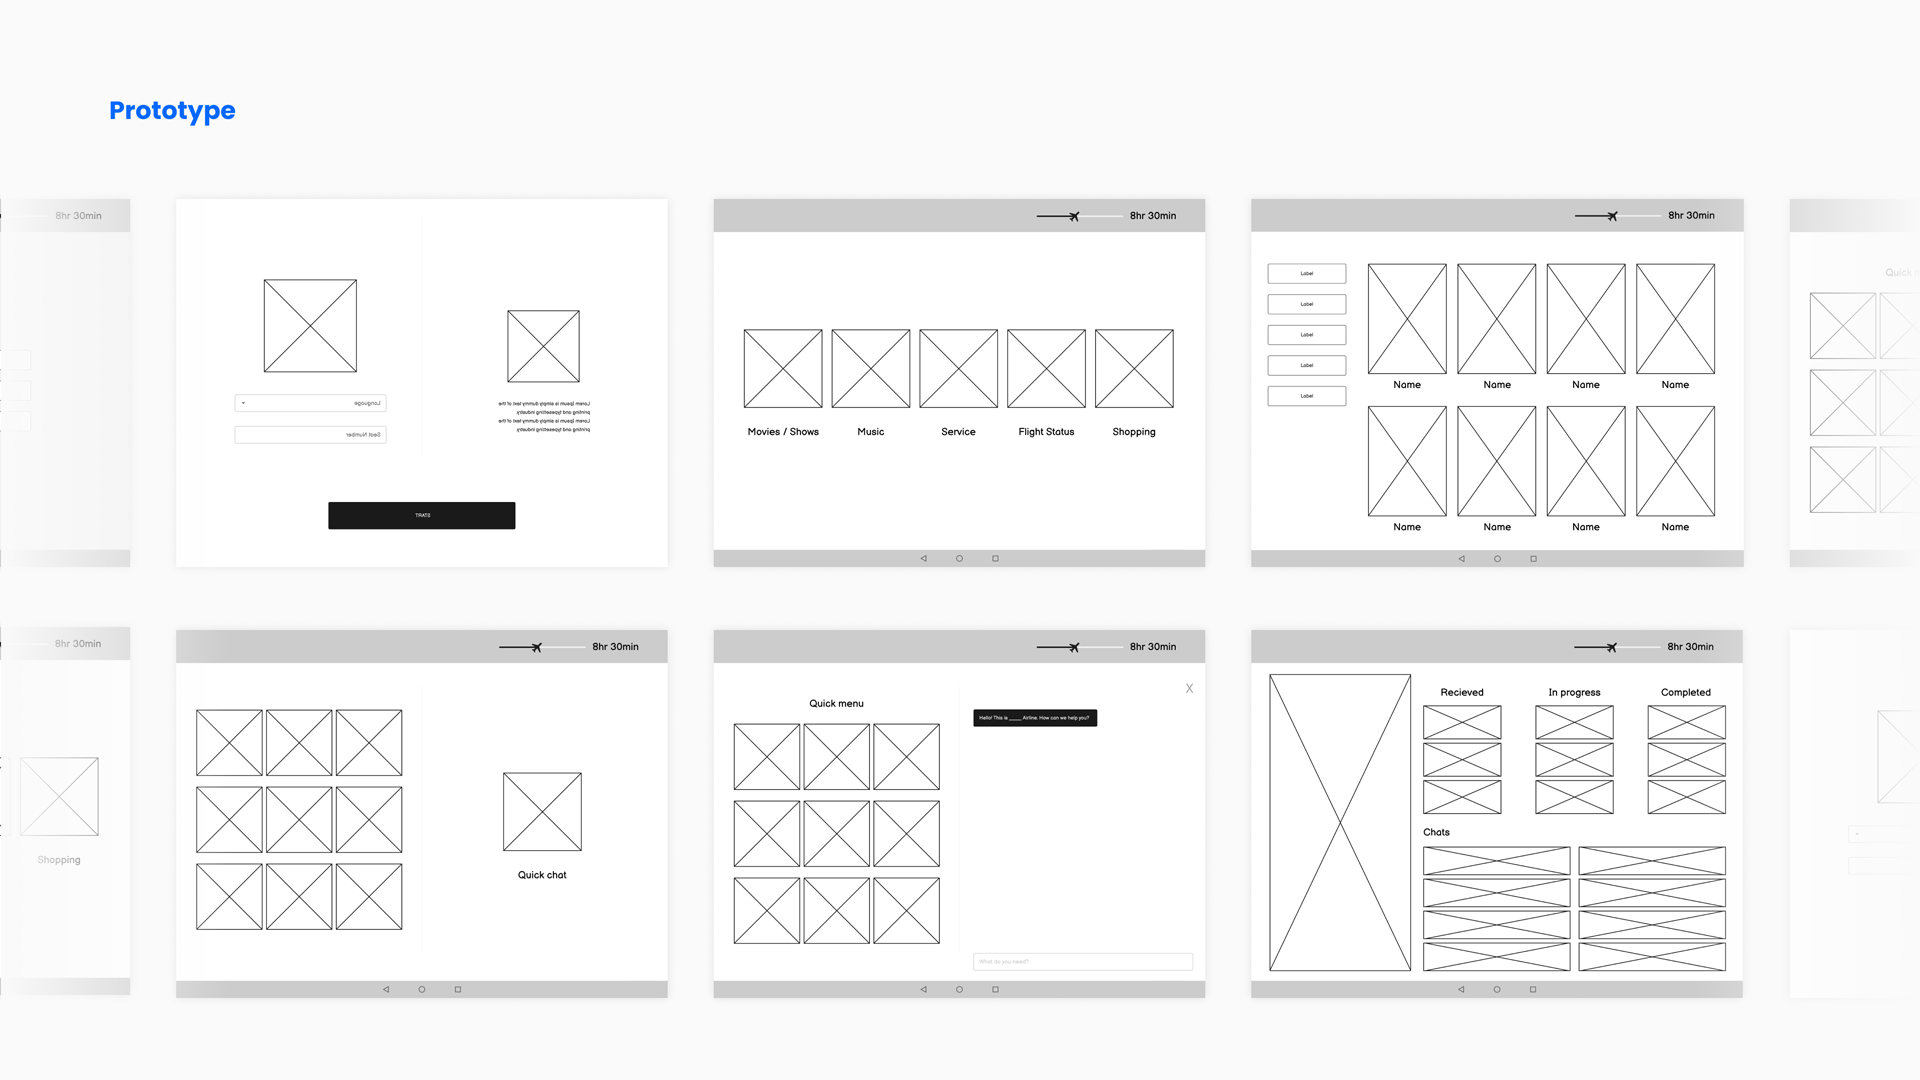 Prototype
8hr 30min
Language
Seat Number
Lorem Ipsum is simply dummy text of the
printing and typesetting industry
Lorem Ipsum is simply dummy text of the
printing and typesetting industry
START
8hr 30min
Movies / Shows
Music
Service
Flight Status
Shopping
8hr 30min
Label
Label
Label
Label
Label
Name
Name
Name
Name
Name
Name
Name
Name
Quick
8hr 30min
Shopping
8hr 30min
Quick chat
8hr 30min
Quick menu
X
Hello! This is _____ Airline. How can we help you?
What do you need?
8hr 30min
Recieved
In progress
Completed
Chats